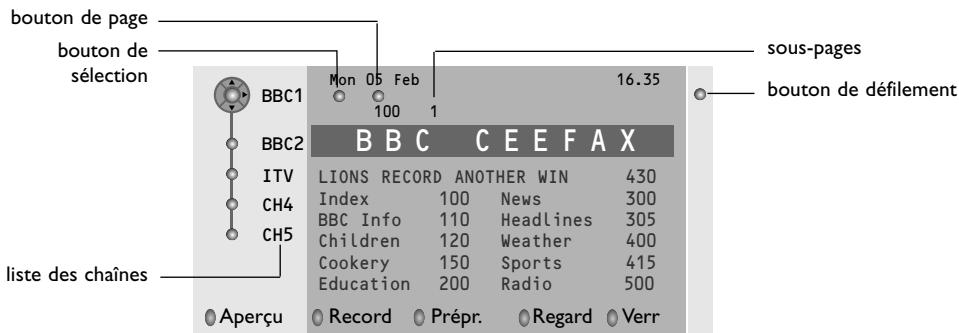 bouton de page
bouton de
sélection
sous-pages
bouton de défilement
Mon 05 Feb 16.35
BBC1
100 1
BBC2
BBC CEEFAX
ITV
LIONS RECORD ANOTHER WIN 430
CH4
Index 100 News 300
BBC Info 110 Headlines 305
CH5
Children 120 Weather 400
Cookery 150 Sports 415
liste des chaînes
Education 200 Radio 500
Aperçu Record Prépr. Regard Verr